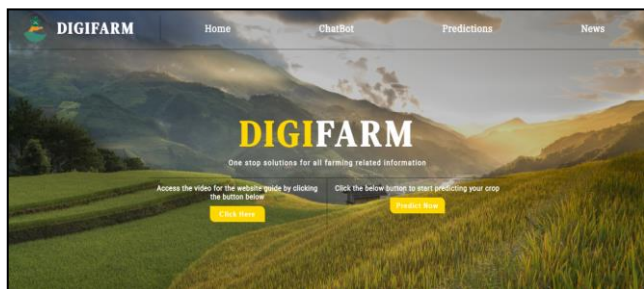 DIGIFARM
Home
ChatBot
Predictions
News
DIGIFARM
One stop solutions for all farming related information
Access the video for the website guide by clicking
the button below
Click Here
Click the below button to start predicting your crop
Predict Now